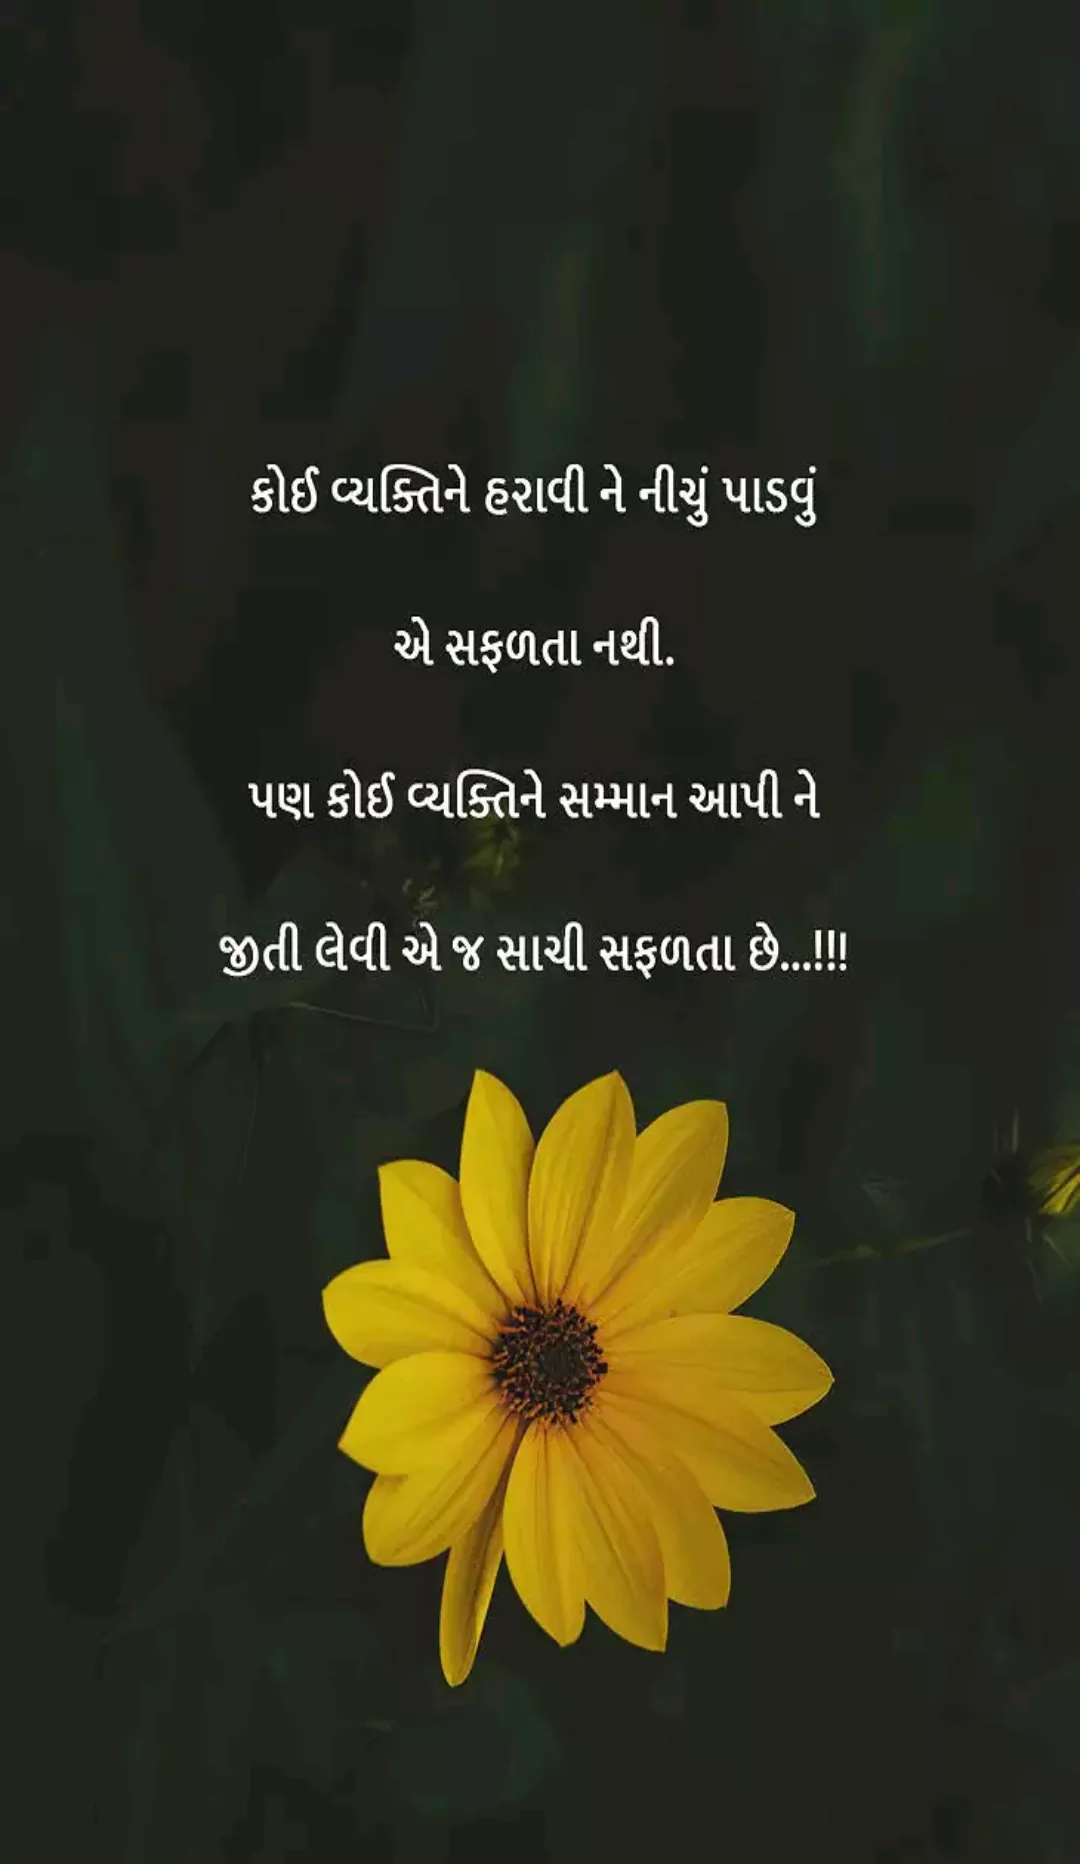 કોઈ વ્યક્તિને હરાવી ને નીચું પાડવું
એ સફળતા નથી.
પણ કોઈ વ્યક્તિને સમ્માન આપી ને
જીતી લેવી એ જ સાચી સફળતા છે...!!!